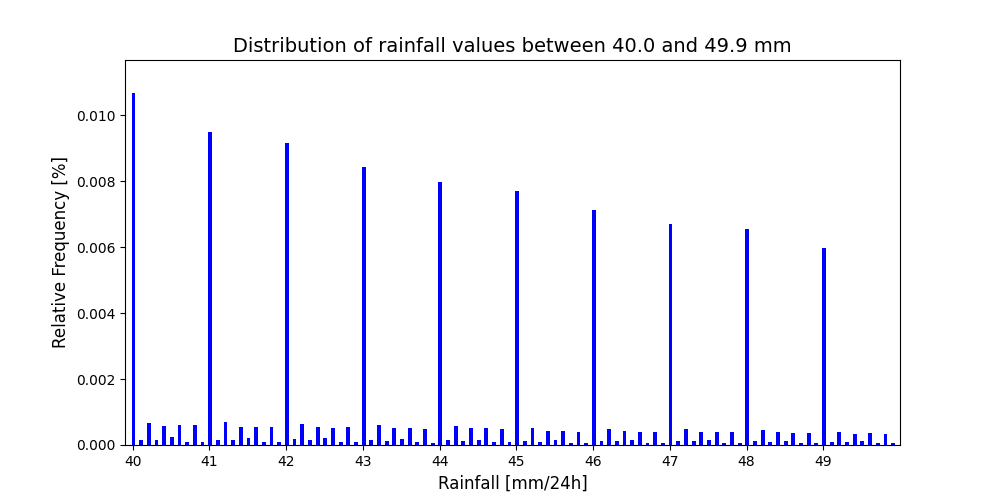 Distribution of rainfall values between 40.0 and 49.9 mm
Relative Frequency [%]
0.010
0.008
0.006
0.004
0.002
0.000
40 41 42 43 44 45 46 47 48 49
Rainfall [mm/24h]